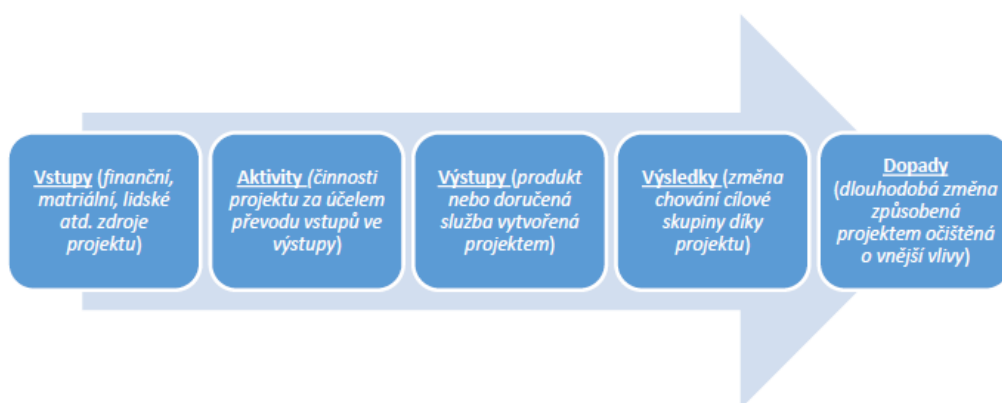 Vstupy (finanční,
matriální, lidské
atd. zdroje
projektu)
Aktivity (činnosti
projektu za účelem
převodu vstupů ve
výstupy)
Výstupy (produkt
nebo doručená
služba vytvořená
projektem)
Výsledky (změna
chování cílové
skupiny díky
projektu)
Dopady
(dlouhodobá změna
způsobená
projektem očištěná
o vnější vlivy)